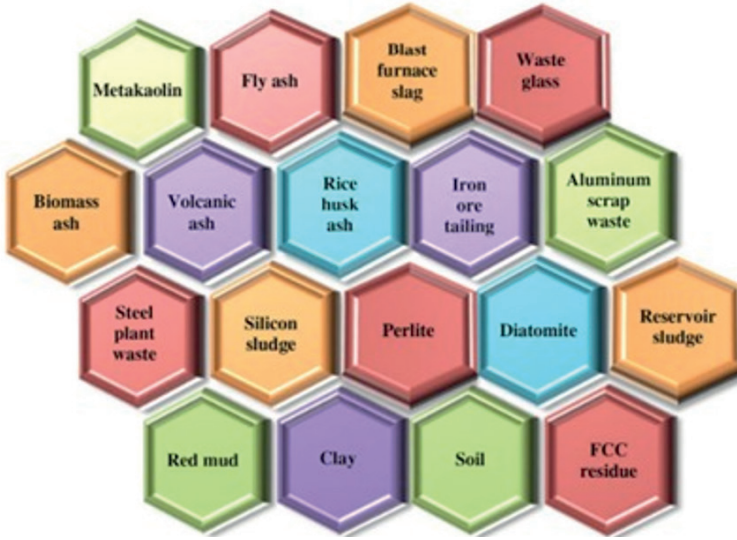 Metakaolin
Fly ash
Blast
furnace
slag
Waste
glass
Biomass
ash
Volcanic
ash
Rice
husk
ash
Iron
ore
tailing
Aluminum
scrap
waste
Steel
plant
waste
Silicon
sludge
Perlite
Diatomite
Reservoir
sludge
Red mud
Clay
Soil
FCC
residue